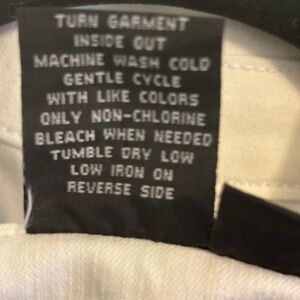 TURN GARMENT
INSIDE OUT
MACHINE WASH COLD
GENTLE CYCLE
WITH LIKE COLORS
ONLY NON-CHLORINE
BLEACH WHEN NEEDED
TUMBLE DRY LOW
LOW IRON ON
REVERSE SIDE